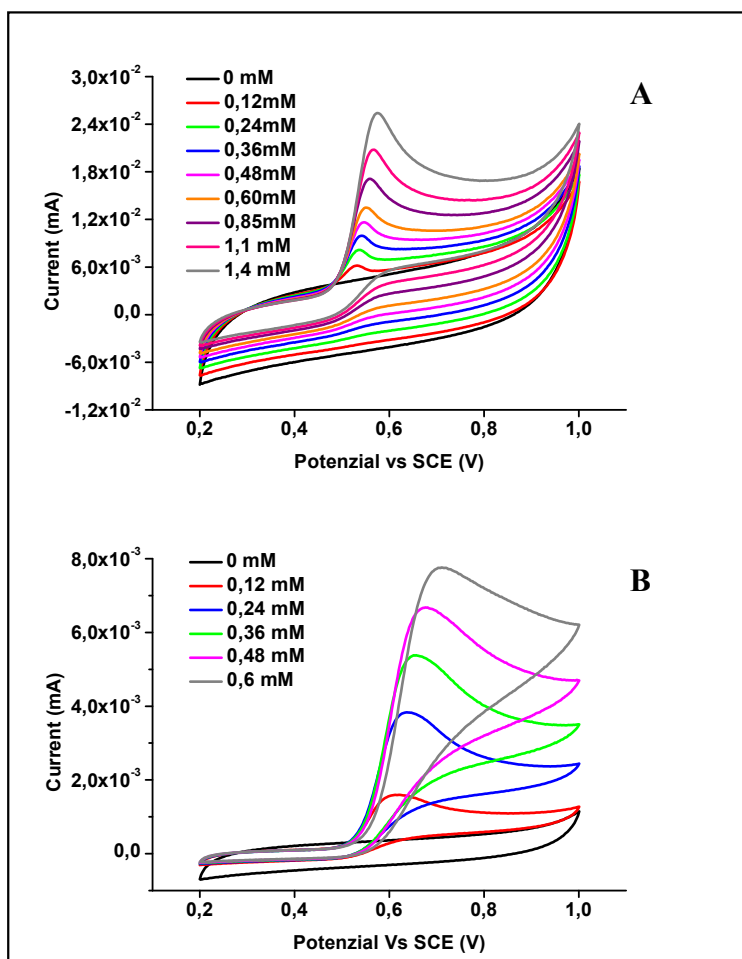 A
3,0x10⁻²
2,4x10⁻²
1,8x10⁻²
1,2x10⁻²
6,0x10⁻³
0,0
-6,0x10⁻³
-1,2x10⁻²
Current (mA)
0 mM
0,12mM
0,24mM
0,36mM
0,48mM
0,60mM
0,85mM
1,1 mM
1,4 mM
0,2 0,4 0,6 0,8 1,0
Potenzial vs SCE (V)
B
8,0x10⁻³
6,0x10⁻³
4,0x10⁻³
2,0x10⁻³
0,0
Current (mA)
0 mM
0,12 mM
0,24 mM
0,36 mM
0,48 mM
0,6 mM
0,2 0,4 0,6 0,8 1,0
Potenzial Vs SCE (V)